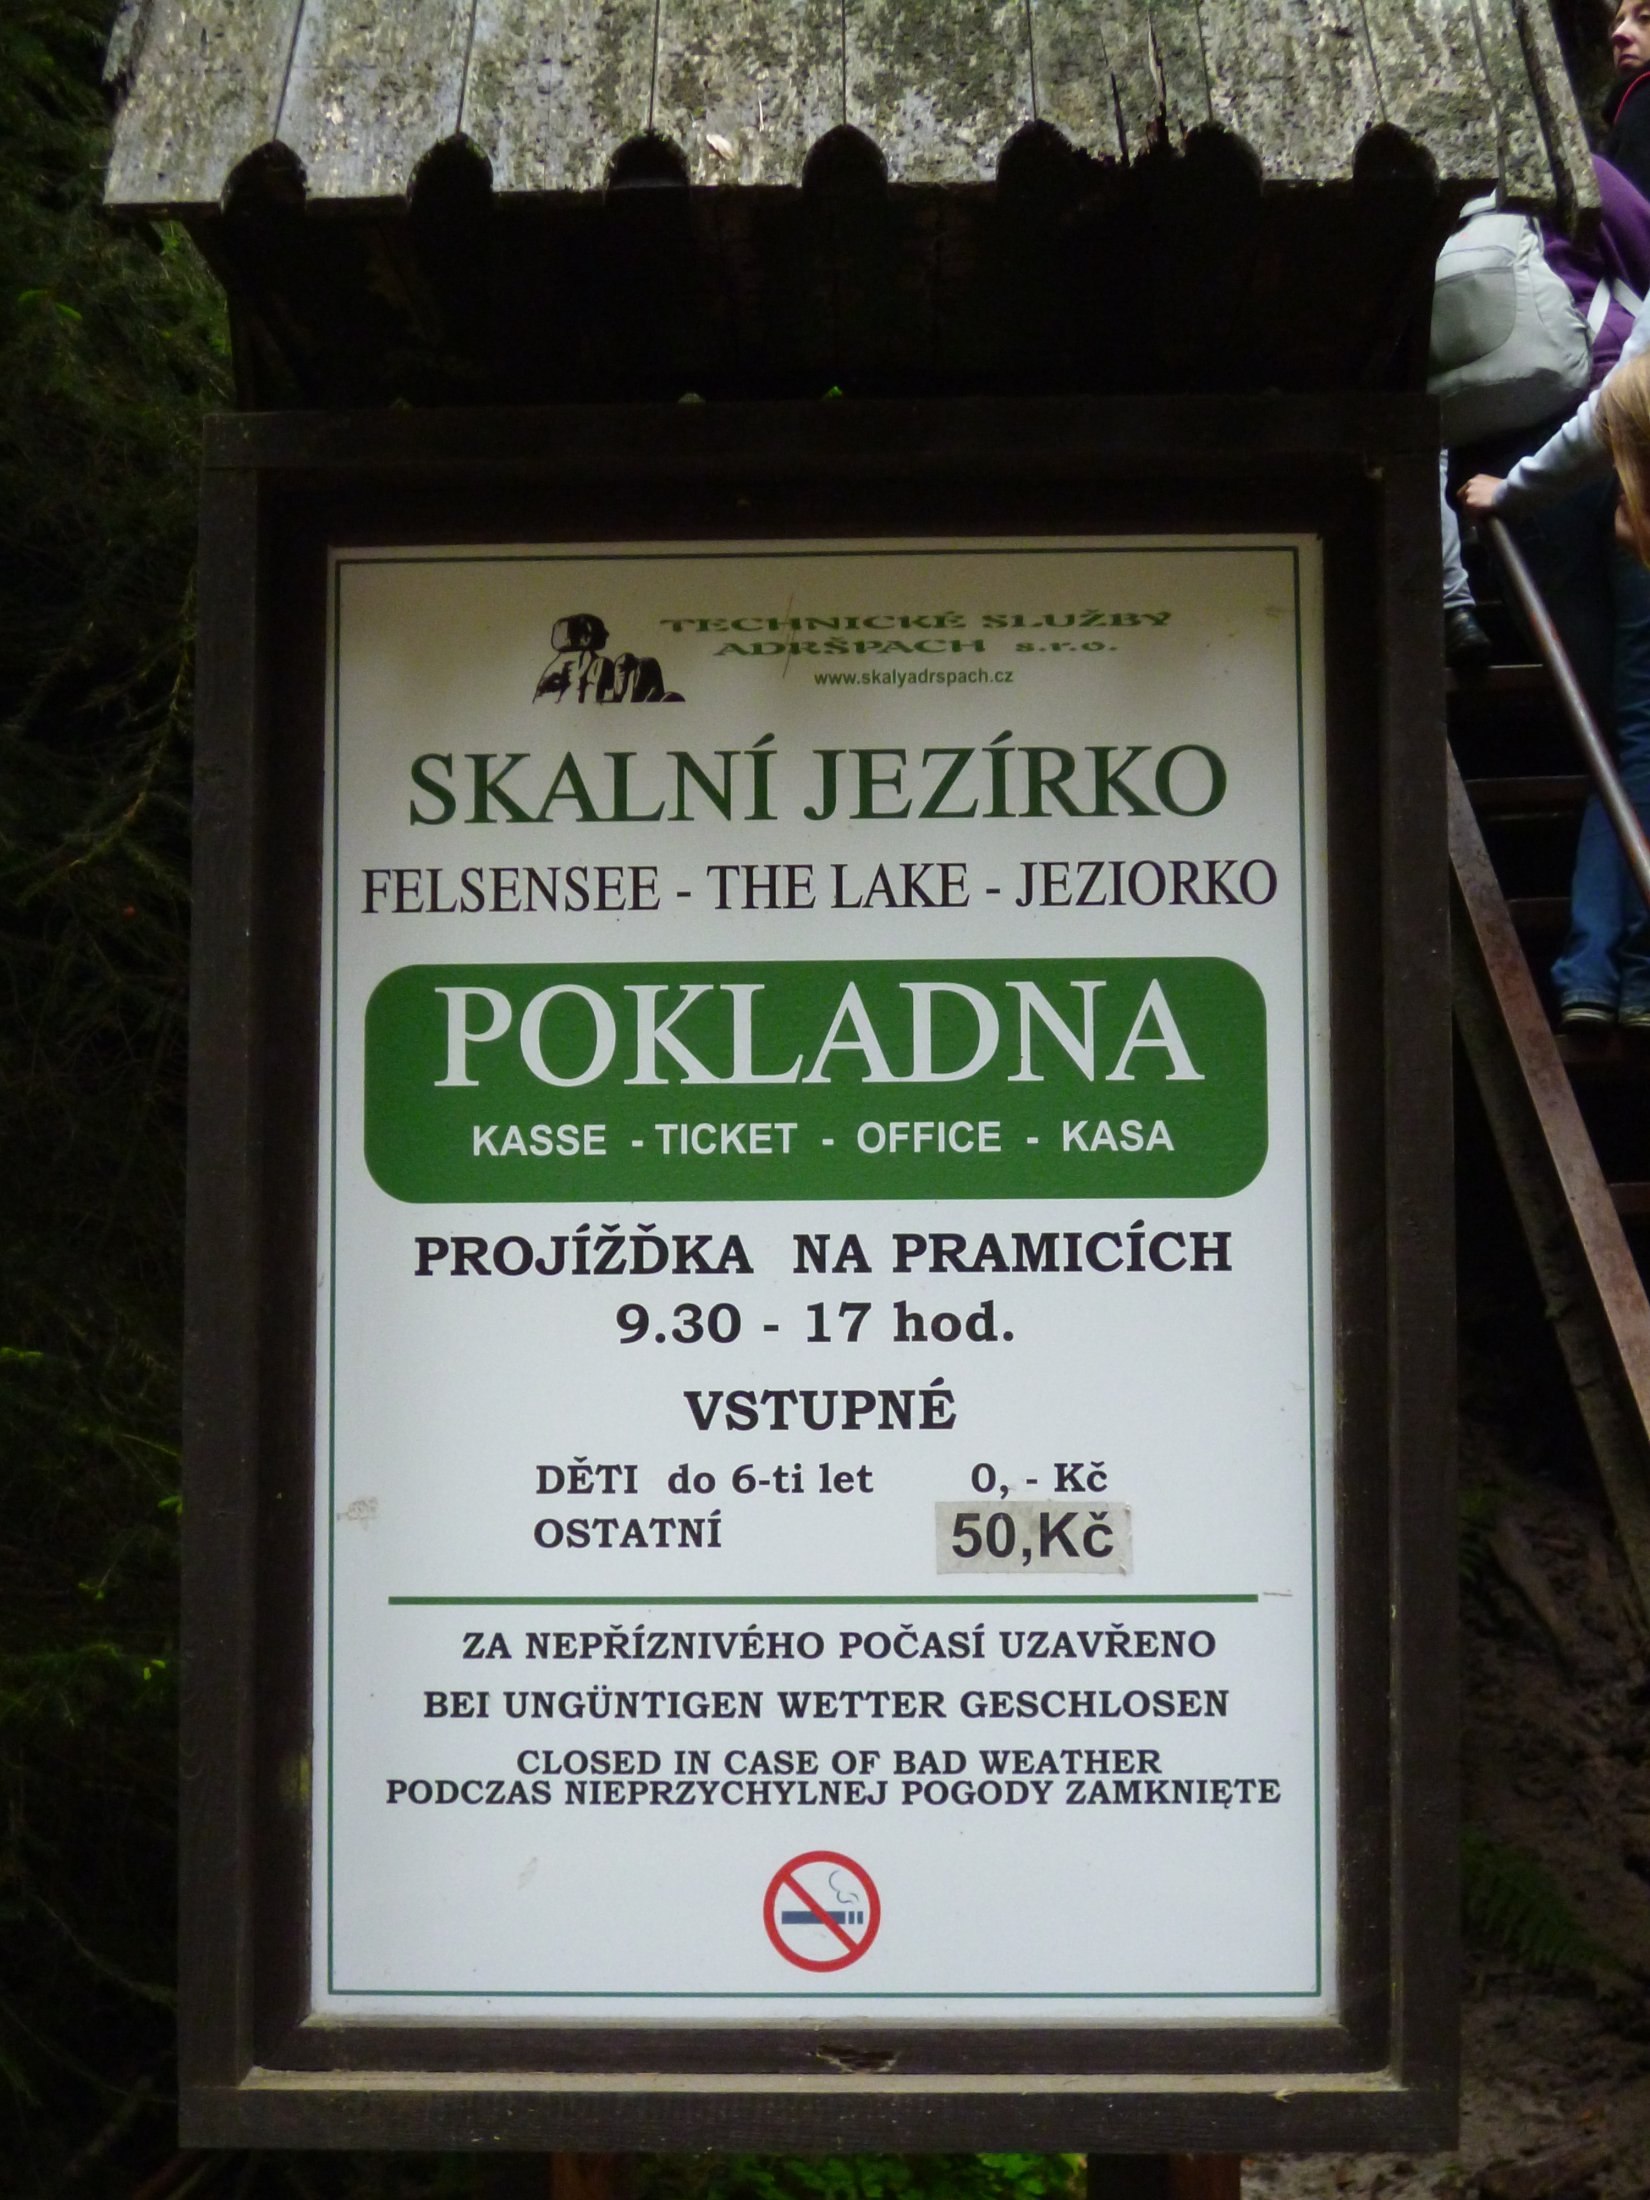 TECHNICKÉ SLUŽBY
ADRŠPACH s.r.o.
www.skalyadrspach.cz
SKALNÍ JEZÍRKO
FELSENSEE - THE LAKE - JEZIORKO
POKLADNA
KASSE - TICKET - OFFICE - KASA
PROJÍŽĎKA NA PRAMICÍCH
9.30 - 17 hod.
VSTUPNÉ
DĚTI do 6-ti let 0, - Kč
OSTATNÍ 50,Kč
ZA NEPŘÍZNIVÉHO POČASÍ UZAVŘENO
BEI UNGÜNTIGEN WETTER GESCHLOSEN
CLOSED IN CASE OF BAD WEATHER
PODCZAS NIEPRZYCHYLNEJ POGODY ZAMKNIĘTE